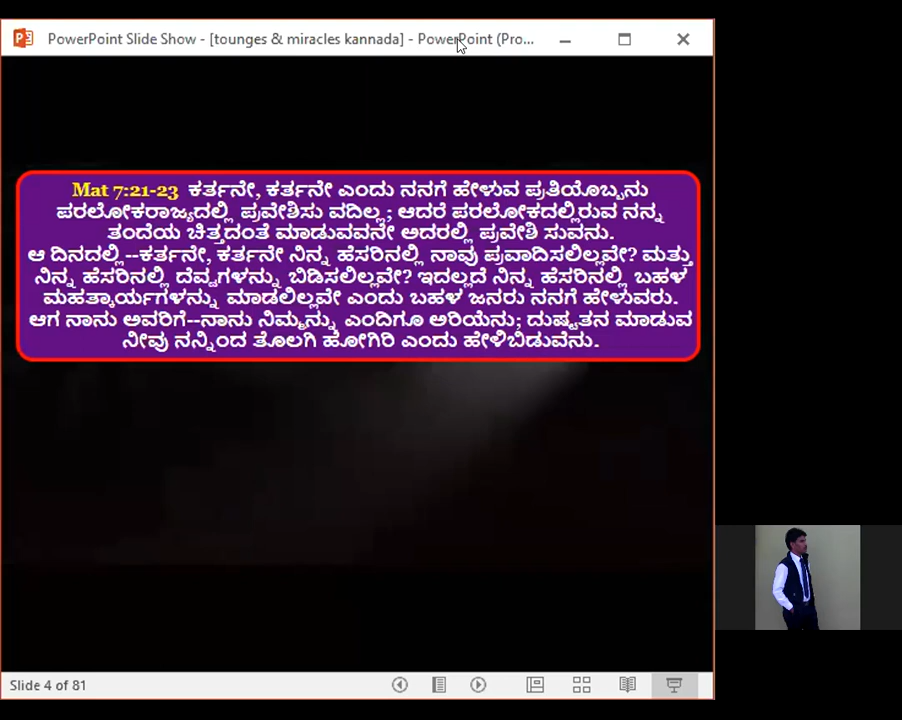 PowerPoint Slide Show - [tounges & miracles kannada] - PowerPoint (Pro...
Mat 7:21-23 ಕರ್ತನೇ, ಕರ್ತನೇ ಎಂದು ನನಗೆ ಹೇಳುವ ಪ್ರತಿಯೊಬ್ಬನು
ಪರಲೋಕರಾಜ್ಯದಲ್ಲಿ ಪ್ರವೇಶಿಸು ವದಿಲ್ಲ; ಆದರೆ ಪರಲೋಕದಲ್ಲಿರುವ ನನ್ನ
ತಂದೆಯ ಚಿತ್ತದಂತೆ ಮಾಡುವವನೇ ಅದರಲ್ಲಿ ಪ್ರವೇಶಿ ಸುವನು.
ಆ ದಿನದಲ್ಲಿ--ಕರ್ತನೇ, ಕರ್ತನೇ ನಿನ್ನ ಹೆಸರಿನಲ್ಲಿ ನಾವು ಪ್ರವಾದಿಸಲಿಲ್ಲವೇ? ಮತ್ತು
ನಿನ್ನ ಹೆಸರಿನಲ್ಲಿ ದೆವ್ವಗಳನ್ನು ಬಿಡಿಸಲಿಲ್ಲವೇ? ಇದಲ್ಲದೆ ನಿನ್ನ ಹೆಸರಿನಲ್ಲಿ ಬಹಳ
ಮಹತ್ಕಾರ್ಯಗಳನ್ನು ಮಾಡಲಿಲ್ಲವೇ ಎಂದು ಬಹಳ ಜನರು ನನಗೆ ಹೇಳುವರು.
ಆಗ ನಾನು ಅವರಿಗೆ--ನಾನು ನಿಮ್ಮನ್ನು ಎಂದಿಗೂ ಅರಿಯೆನು; ದುಷ್ಟತನ ಮಾಡುವ
ನೀವು ನನ್ನಿಂದ ತೊಲಗಿ ಹೋಗಿರಿ ಎಂದು ಹೇಳಿಬಿಡುವೆನು.
Slide 4 of 81